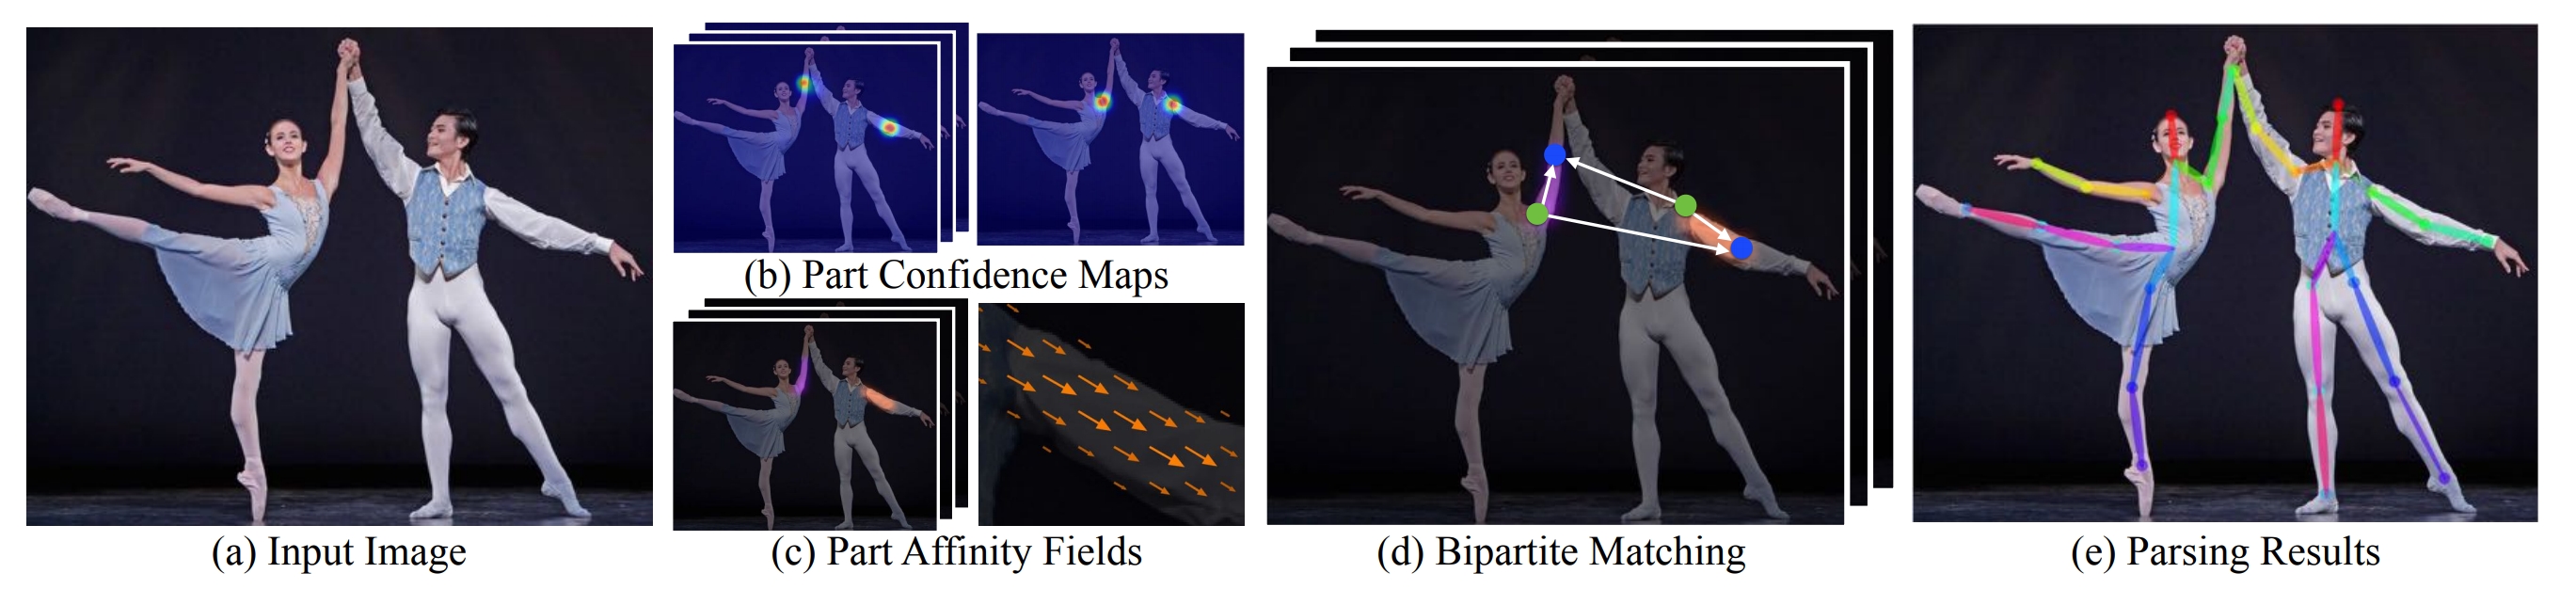 (a) Input Image
(b) Part Confidence Maps
(c) Part Affinity Fields
(d) Bipartite Matching
(e) Parsing Results